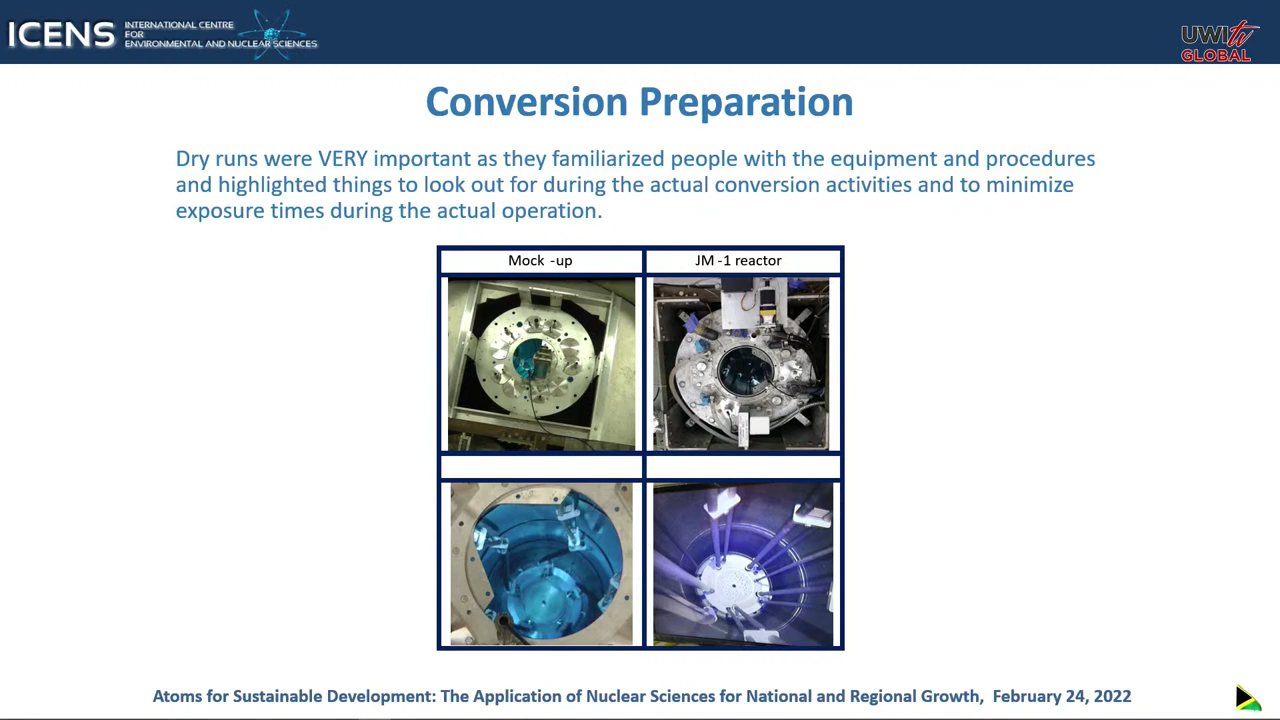 ICENS
INTERNATIONAL CENTRE
FOR
ENVIRONMENTAL AND NUCLEAR SCIENCES
UWItv
GLOBAL
Conversion Preparation
Dry runs were VERY important as they familiarized people with the equipment and procedures
and highlighted things to look out for during the actual conversion activities and to minimize
exposure times during the actual operation.
Mock -up
JM -1 reactor
Atoms for Sustainable Development: The Application of Nuclear Sciences for National and Regional Growth, February 24, 2022